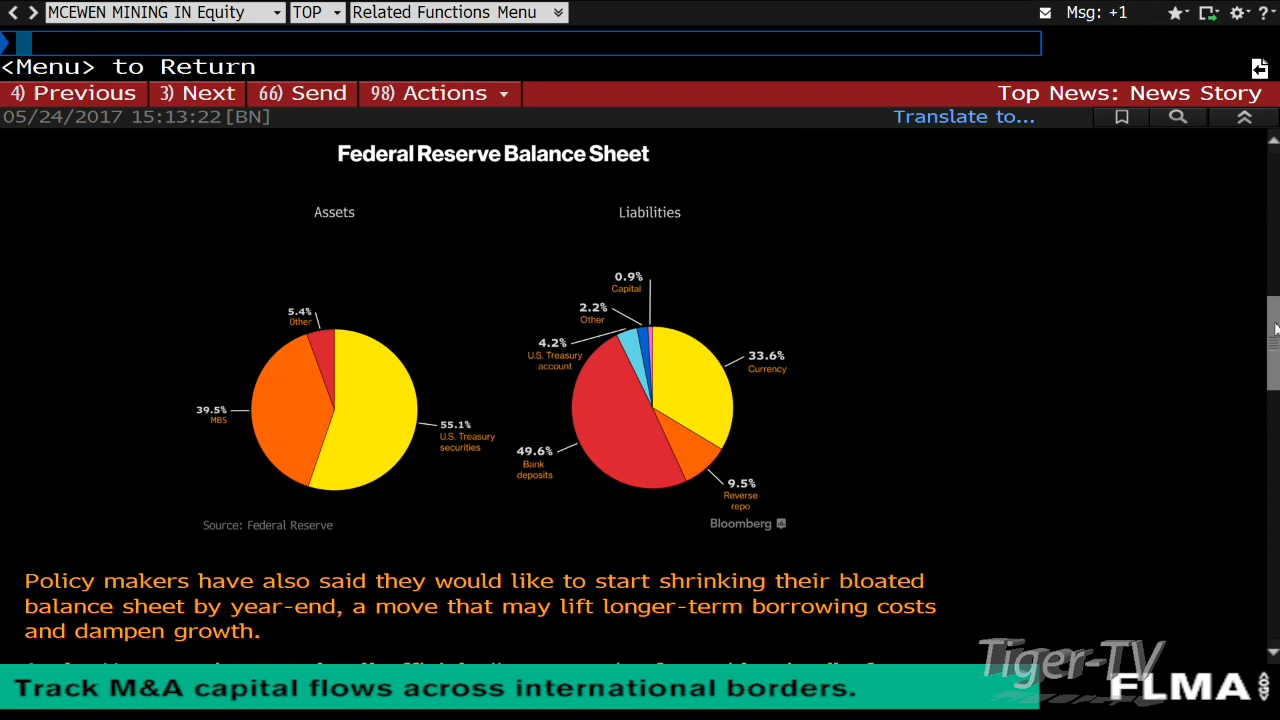 MCEWEN MINING IN Equity TOP Related Functions Menu Msg: +1
<Menu> to Return
4) Previous 3) Next 66) Send 98) Actions Top News: News Story
05/24/2017 15:13:22 [BN] Translate to...
Federal Reserve Balance Sheet
Assets Liabilities
0.9%
Capital
2.2%
Other
5.4%
Other
4.2%
U.S. Treasury
account
33.6%
Currency
39.5%
MBS
55.1%
U.S. Treasury
securities
49.6%
Bank
deposits
9.5%
Reverse
repo
Source: Federal Reserve Bloomberg
Policy makers have also said they would like to start shrinking their bloated
balance sheet by year-end, a move that may lift longer-term borrowing costs
and dampen growth.
Tiger-TV
Track M&A capital flows across international borders. FLMA <GO>